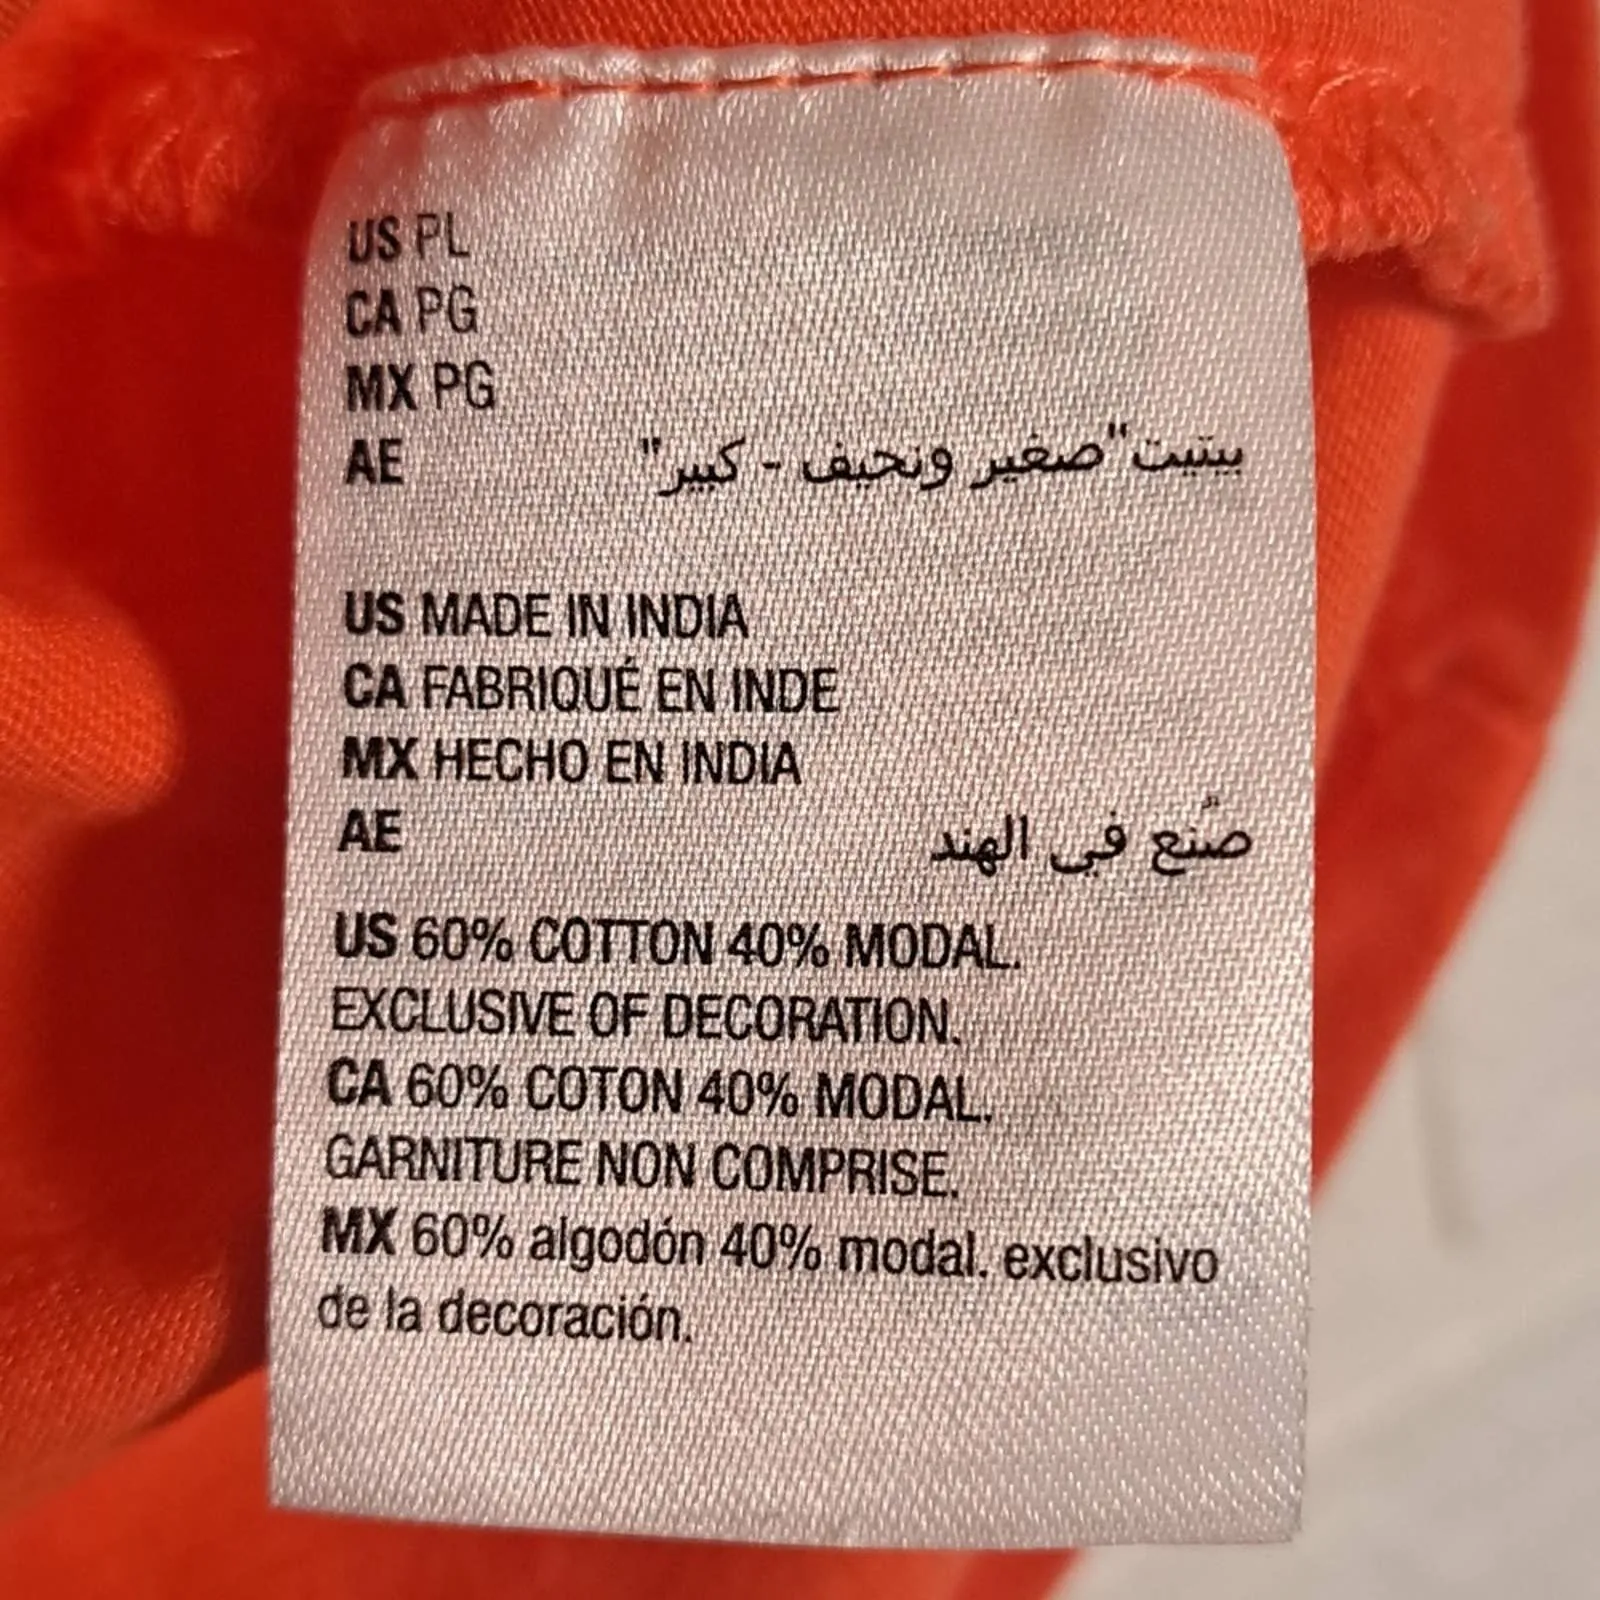 US PL
CA PG
MX PG
AE بيتيت"صغير ونحيف - كبير"
US MADE IN INDIA
CA FABRIQUÉ EN INDE
MX HECHO EN INDIA
AE صُنع في الهند
US 60% COTTON 40% MODAL.
EXCLUSIVE OF DECORATION.
CA 60% COTON 40% MODAL.
GARNITURE NON COMPRISE.
MX 60% algodón 40% modal. exclusivo
de la decoración.